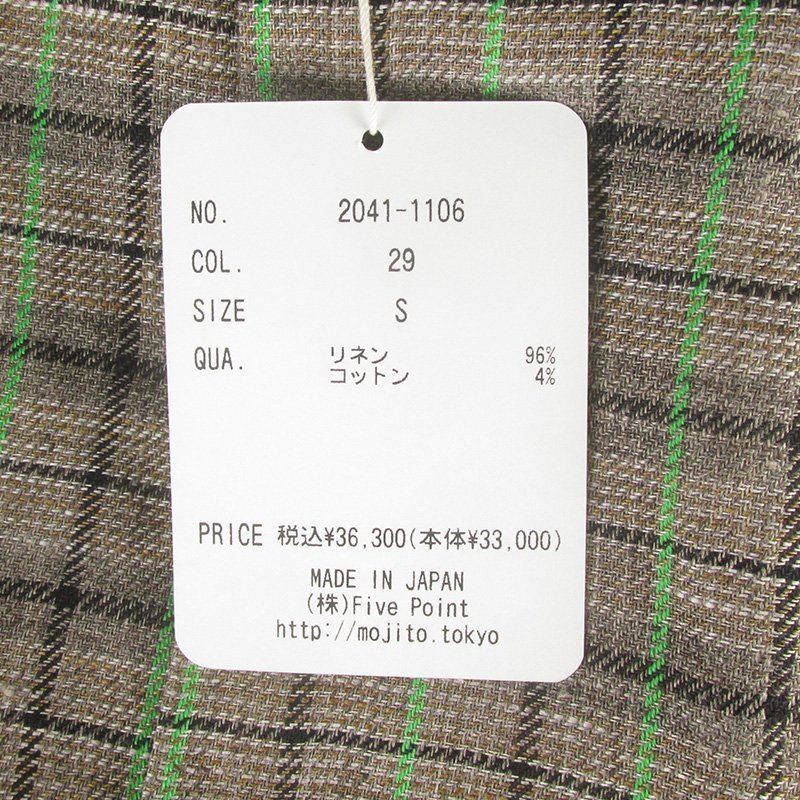 NO. 2041-1106
COL. 29
SIZE S
QUA. リネン 96%
コットン 4%
PRICE 税込¥36,300(本体¥33,000)
MADE IN JAPAN
(株)Five Point
http://mojito.tokyo